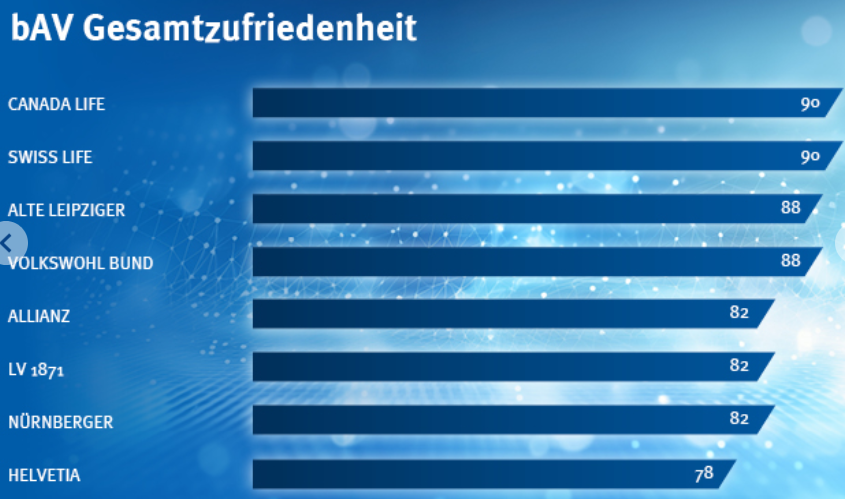 bAV Gesamtzufriedenheit
CANADA LIFE 90
SWISS LIFE 90
ALTE LEIPZIGER 88
VOLKSWOHL BUND 88
ALLIANZ 82
LV 1871 82
NÜRNBERGER 82
HELVETIA 78